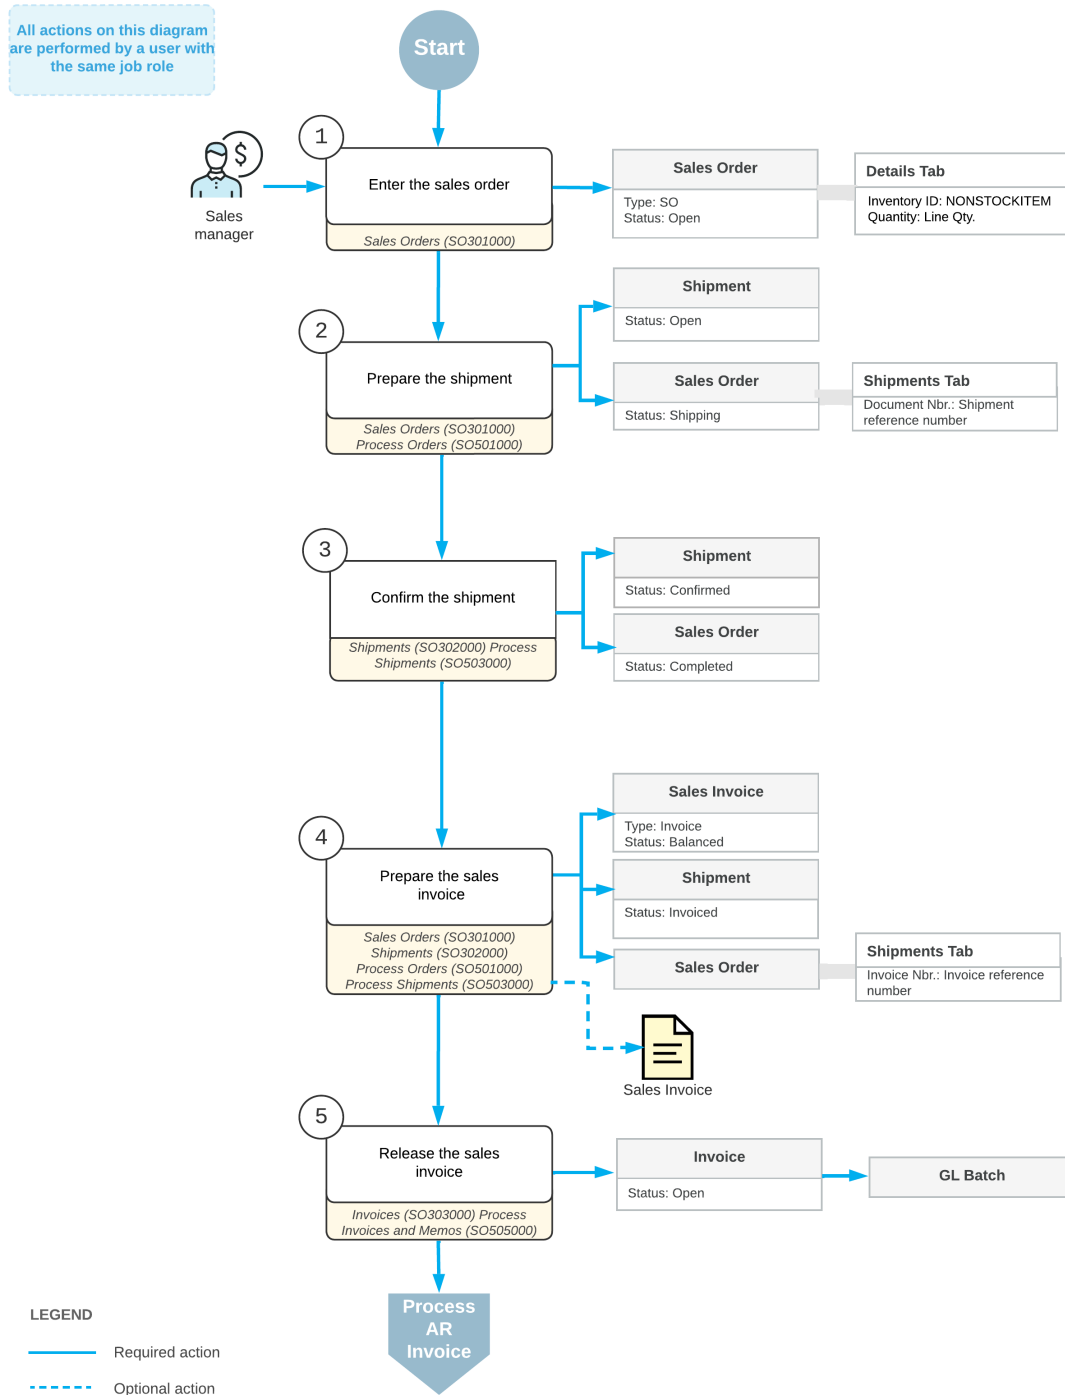 All actions on this diagram
are performed by a user with
the same job role
Start
1
Enter the sales order
Sales Orders (SO301000)
Sales
manager
Sales Order
Type: SO
Status: Open
Details Tab
Inventory ID: NONSTOCKITEM
Quantity: Line Qty.
2
Prepare the shipment
Sales Orders (SO301000)
Process Orders (SO501000)
Shipment
Status: Open
Sales Order
Status: Shipping
Shipments Tab
Document Nbr.: Shipment
reference number
3
Confirm the shipment
Shipments (SO302000) Process
Shipments (SO503000)
Shipment
Status: Confirmed
Sales Order
Status: Completed
4
Prepare the sales
invoice
Sales Orders (SO301000)
Shipments (SO302000)
Process Orders (SO501000)
Process Shipments (SO503000)
Sales Invoice
Type: Invoice
Status: Balanced
Shipment
Status: Invoiced
Sales Order
Shipments Tab
Invoice Nbr.: Invoice reference
number
Sales Invoice
5
Release the sales
invoice
Invoices (SO303000) Process
Invoices and Memos (SO505000)
Invoice
Status: Open
GL Batch
Process
AR
Invoice
LEGEND
Required action
Optional action